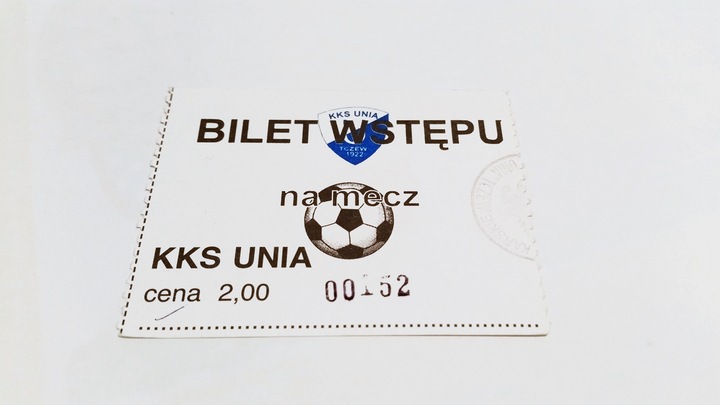 KKS UNIA
BILET WSTĘPU
TCZEW
1922
na mecz
KKS UNIA
cena 2,00 00152